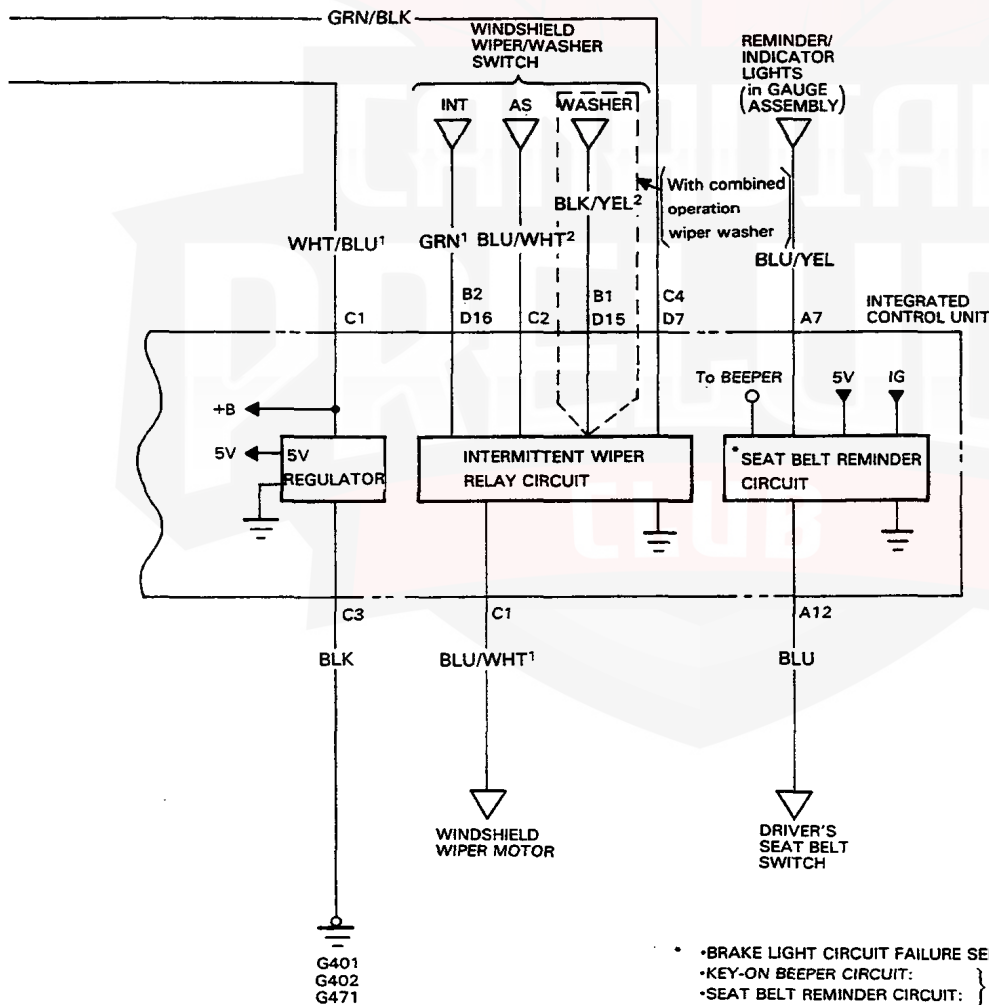 GRN/BLK
WINDSHIELD
WIPER/WASHER
SWITCH
REMINDER/
INDICATOR
LIGHTS
(in GAUGE
ASSEMBLY)
INT AS WASHER
With combined
operation
wiper washer
BLK/YEL²
WHT/BLU¹ GRN¹ BLU/WHT²
BLU/YEL
B2 B1 C4
C1 D16 C2 D15 D7 A7
INTEGRATED
CONTROL UNIT
To BEEPER 5V IG
+B
5V
5V
REGULATOR
INTERMITTENT WIPER
RELAY CIRCUIT
*SEAT BELT REMINDER
CIRCUIT
CANADIAN
PRELUDE
CLUB
C3 C1 A12
BLK BLU/WHT¹ BLU
WINDSHIELD
WIPER MOTOR
DRIVER'S
SEAT BELT
SWITCH
G401
G402
G471
* •BRAKE LIGHT CIRCUIT FAILURE SE
•KEY-ON BEEPER CIRCUIT:
•SEAT BELT REMINDER CIRCUIT: